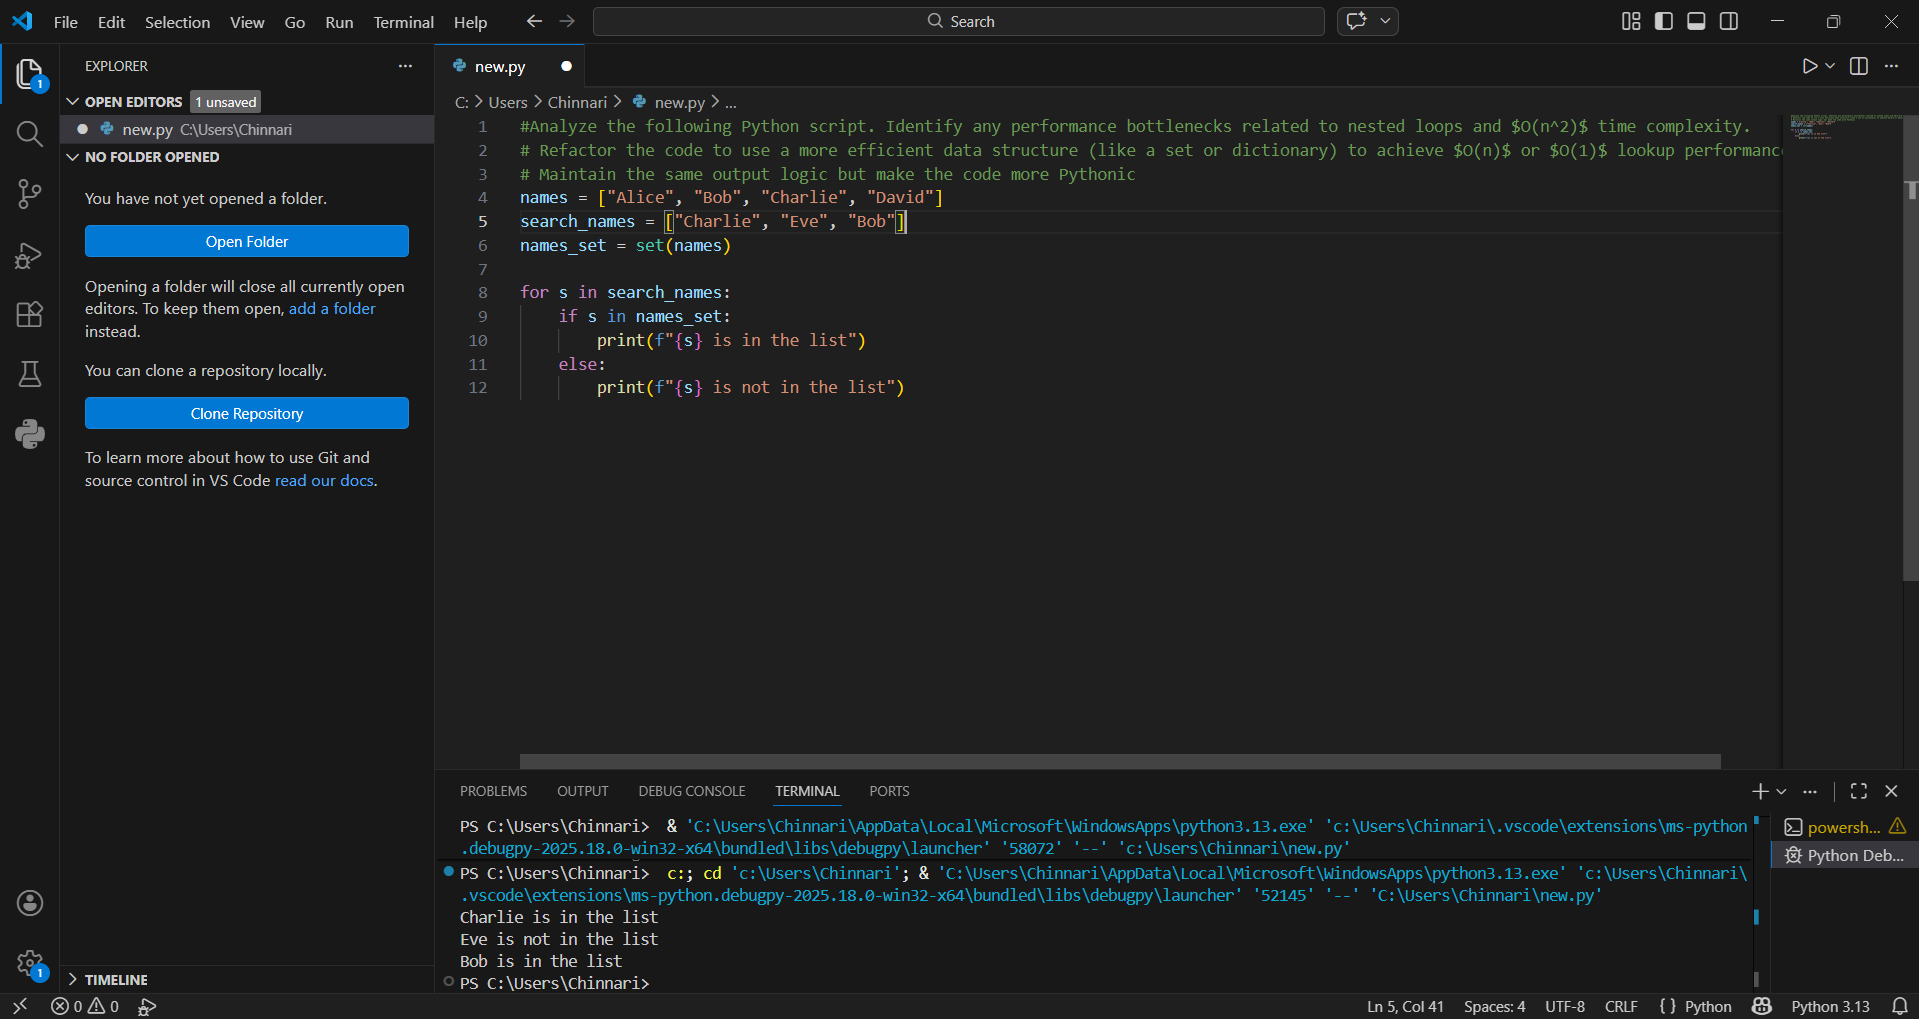 File Edit Selection View Go Run Terminal Help
Search
EXPLORER
OPEN EDITORS 1 unsaved
new.py C:\Users\Chinnari
NO FOLDER OPENED
You have not yet opened a folder.
Open Folder
Opening a folder will close all currently open
editors. To keep them open, add a folder
instead.
You can clone a repository locally.
Clone Repository
To learn more about how to use Git and
source control in VS Code read our docs.
TIMELINE
1
1
new.py
C: > Users > Chinnari > new.py > ...
1 #Analyze the following Python script. Identify any performance bottlenecks related to nested loops and $O(n^2)$ time complexity.
2 # Refactor the code to use a more efficient data structure (like a set or dictionary) to achieve $O(n)$ or $O(1)$ lookup performanc
3 # Maintain the same output logic but make the code more Pythonic
4 names = ["Alice", "Bob", "Charlie", "David"]
5 search_names = ["Charlie", "Eve", "Bob"]
6 names_set = set(names)
7
8 for s in search_names:
9     if s in names_set:
10         print(f"{s} is in the list")
11     else:
12         print(f"{s} is not in the list")
PROBLEMS OUTPUT DEBUG CONSOLE TERMINAL PORTS
PS C:\Users\Chinnari>  & 'C:\Users\Chinnari\AppData\Local\Microsoft\WindowsApps\python3.13.exe' 'c:\Users\Chinnari\.vscode\extensions\ms-python
.debugpy-2025.18.0-win32-x64\bundled\libs\debugpy\launcher' '58072' '--' 'c:\Users\Chinnari\new.py'
PS C:\Users\Chinnari>  c:; cd 'c:\Users\Chinnari'; & 'C:\Users\Chinnari\AppData\Local\Microsoft\WindowsApps\python3.13.exe' 'c:\Users\Chinnari\
.vscode\extensions\ms-python.debugpy-2025.18.0-win32-x64\bundled\libs\debugpy\launcher' '52145' '--' 'C:\Users\Chinnari\new.py'
Charlie is in the list
Eve is not in the list
Bob is in the list
PS C:\Users\Chinnari>
powersh...
Python Deb...
0 0
Ln 5, Col 41 Spaces: 4 UTF-8 CRLF {} Python Python 3.13